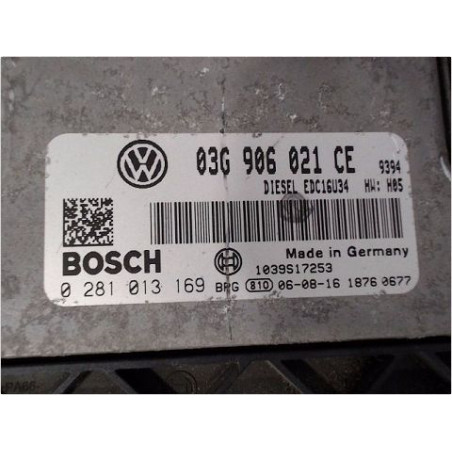 03G 906 021 CE 9394
DIESEL EDC16U34 HW: H05
BOSCH
Made in Germany
1039S17253
0 281 013 169 BPG 810 06-08-16 1876 0677